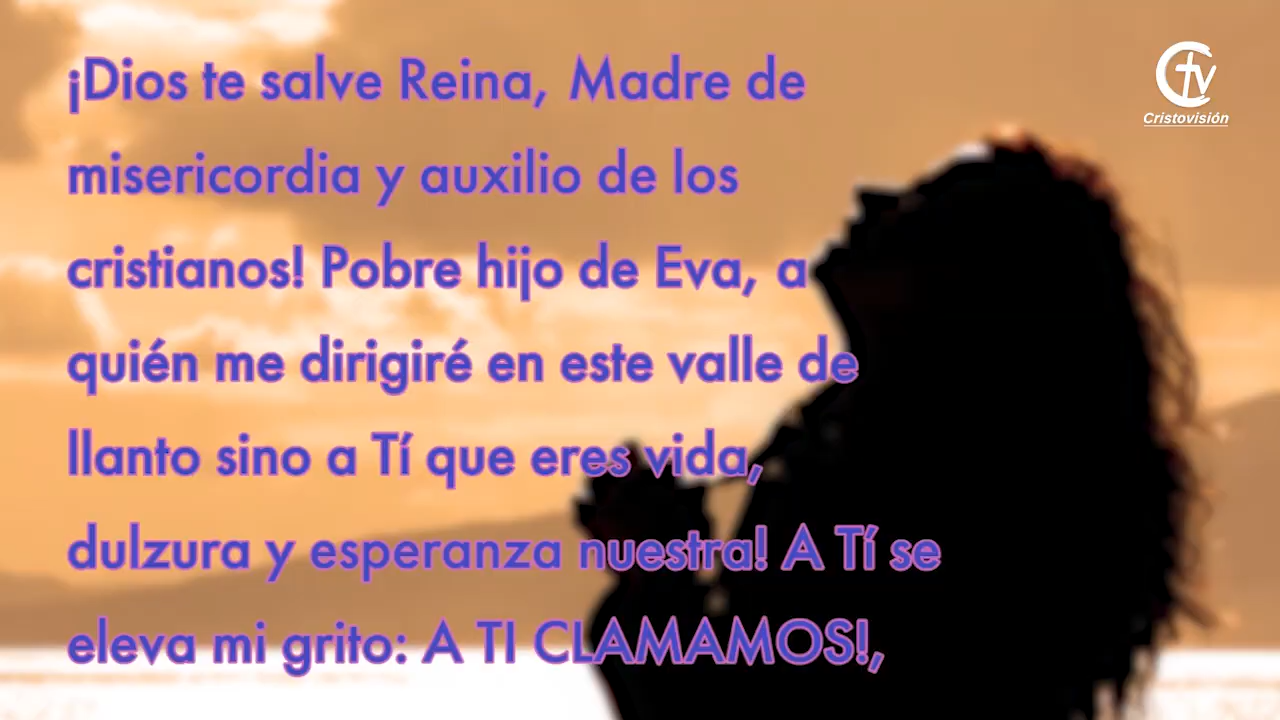 ¡Dios te salve Reina, Madre de
misericordia y auxilio de los
cristianos! Pobre hijo de Eva, a
quién me dirigiré en este valle de
llanto sino a Tí que eres vida,
dulzura y esperanza nuestra! A Tí se
eleva mi grito: A TI CLAMAMOS!,
CTV
Cristovisión